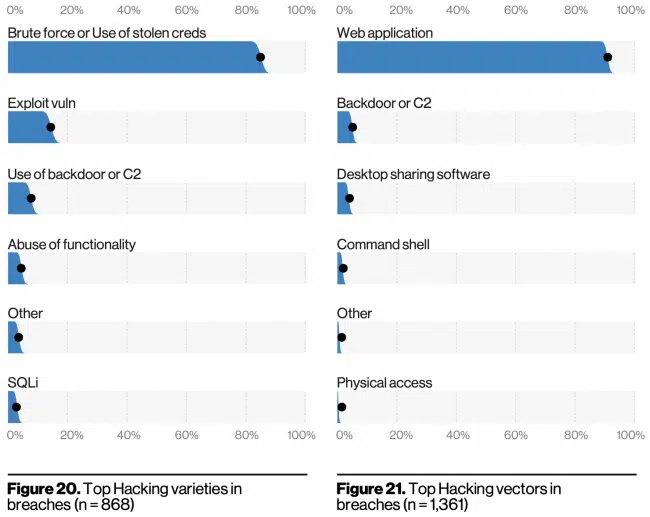 0% 20% 40% 60% 80% 100%
Brute force or Use of stolen creds
Exploit vuln
Use of backdoor or C2
Abuse of functionality
Other
SQLi
0% 20% 40% 60% 80% 100%
Figure 20. Top Hacking varieties in
breaches (n = 868)
0% 20% 40% 60% 80% 100%
Web application
Backdoor or C2
Desktop sharing software
Command shell
Other
Physical access
0% 20% 40% 60% 80% 100%
Figure 21. Top Hacking vectors in
breaches (n = 1,361)